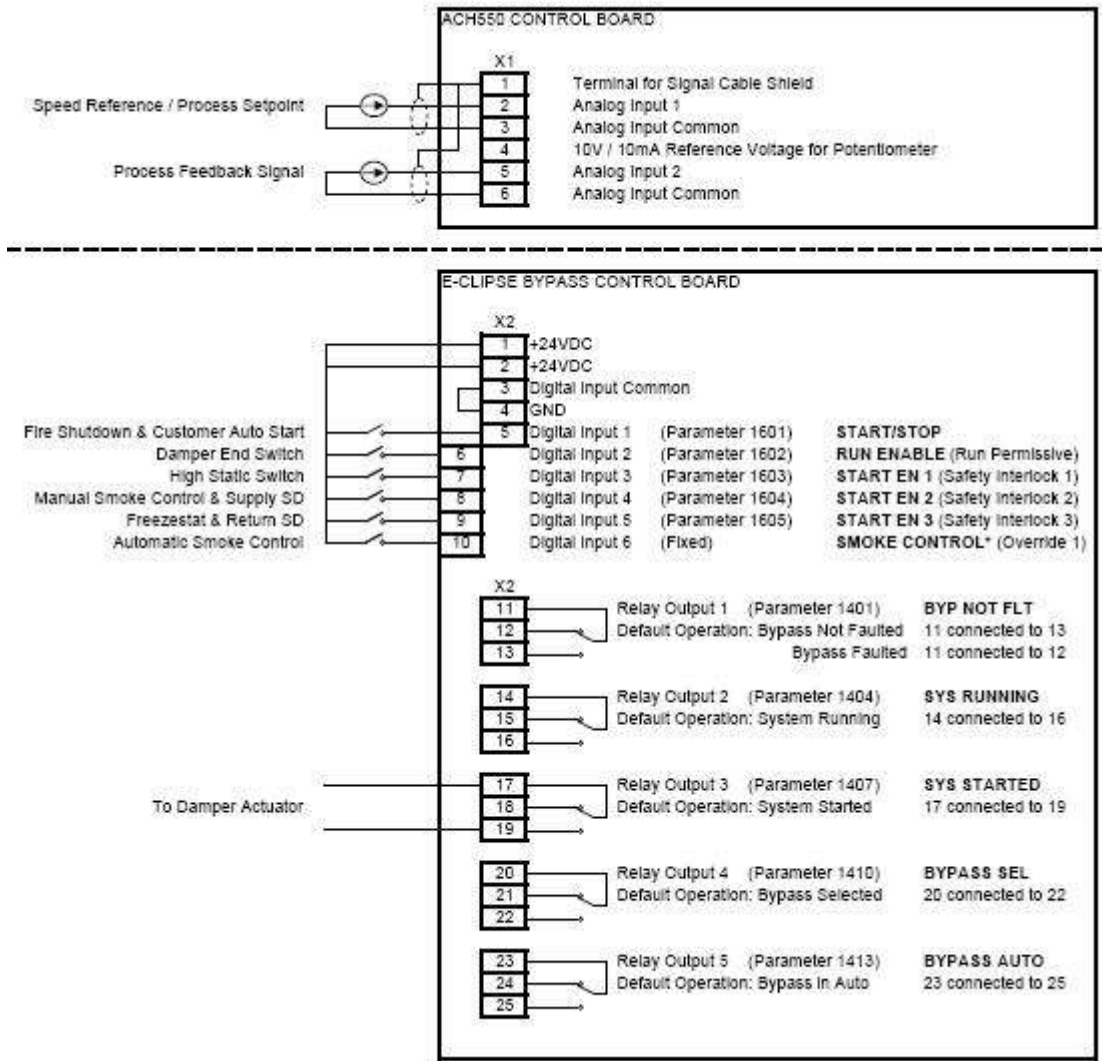 ACH550 CONTROL BOARD
X1
1 Terminal for Signal Cable Shield
Speed Reference / Process Setpoint 2 Analog Input 1
3 Analog Input Common
4 10V / 10mA Reference Voltage for Potentiometer
Process Feedback Signal 5 Analog Input 2
6 Analog Input Common
E-CLIPSE BYPASS CONTROL BOARD
X2
1 +24VDC
2 +24VDC
3 Digital Input Common
4 GND
Fire Shutdown & Customer Auto Start 5 Digital Input 1 (Parameter 1601) START/STOP
Damper End Switch 6 Digital Input 2 (Parameter 1602) RUN ENABLE (Run Permissive)
High Static Switch 7 Digital Input 3 (Parameter 1603) START EN 1 (Safety Interlock 1)
Manual Smoke Control & Supply SD 8 Digital Input 4 (Parameter 1604) START EN 2 (Safety Interlock 2)
Freezestat & Return SD 9 Digital Input 5 (Parameter 1605) START EN 3 (Safety Interlock 3)
Automatic Smoke Control 10 Digital Input 6 (Fixed) SMOKE CONTROL* (Override 1)
X2
11 Relay Output 1 (Parameter 1401) BYP NOT FLT
12 Default Operation: Bypass Not Faulted 11 connected to 13
13 Bypass Faulted 11 connected to 12
14 Relay Output 2 (Parameter 1404) SYS RUNNING
15 Default Operation: System Running 14 connected to 16
16
17 Relay Output 3 (Parameter 1407) SYS STARTED
To Damper Actuator 18 Default Operation: System Started 17 connected to 19
19
20 Relay Output 4 (Parameter 1410) BYPASS SEL
21 Default Operation: Bypass Selected 20 connected to 22
22
23 Relay Output 5 (Parameter 1413) BYPASS AUTO
24 Default Operation: Bypass In Auto 23 connected to 25
25